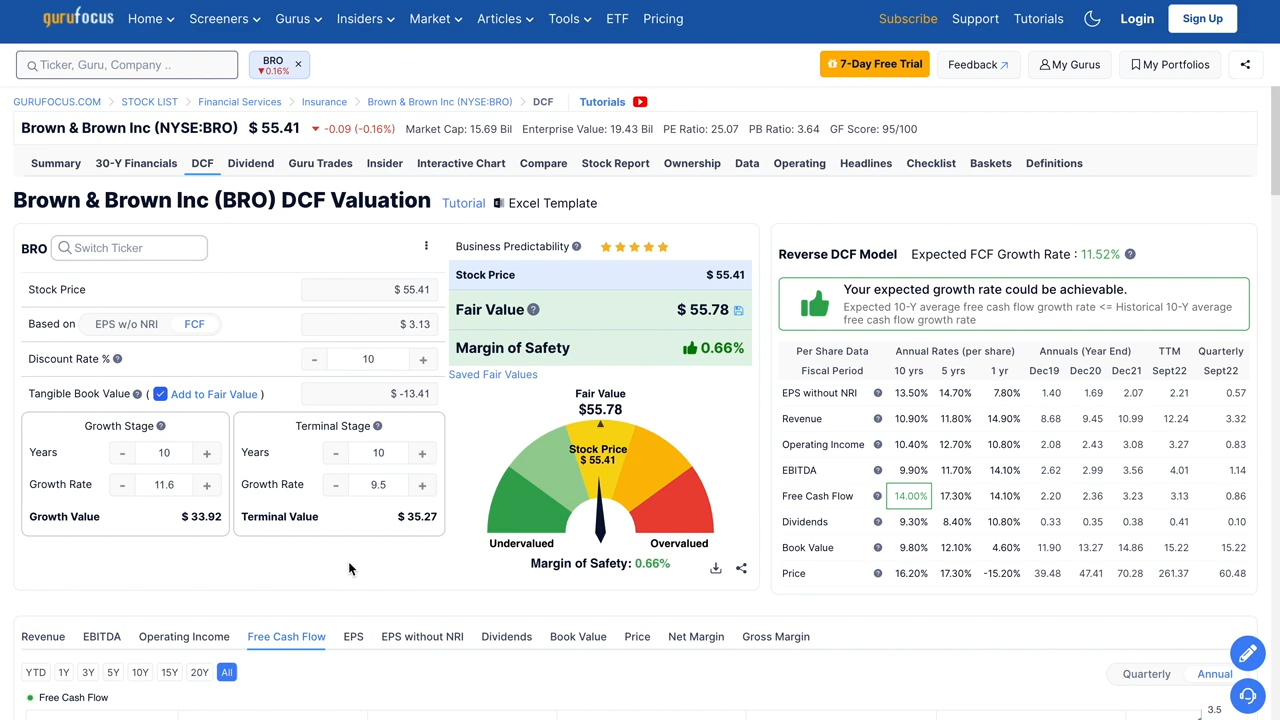 gurufocus Home Screeners Gurus Insiders Market Articles Tools ETF Pricing Subscribe Support Tutorials Login Sign Up
Ticker, Guru, Company .. BRO ▼0.16% × 7-Day Free Trial Feedback My Gurus My Portfolios
GURUFOCUS.COM > STOCK LIST > Financial Services > Insurance > Brown & Brown Inc (NYSE:BRO) > DCF Tutorials
Brown & Brown Inc (NYSE:BRO) $ 55.41 ▼ -0.09 (-0.16%) Market Cap: 15.69 Bil Enterprise Value: 19.43 Bil PE Ratio: 25.07 PB Ratio: 3.64 GF Score: 95/100
Summary 30-Y Financials DCF Dividend Guru Trades Insider Interactive Chart Compare Stock Report Ownership Data Operating Headlines Checklist Baskets Definitions
Brown & Brown Inc (BRO) DCF Valuation Tutorial Excel Template
BRO Switch Ticker
Stock Price $ 55.41
Based on EPS w/o NRI FCF $ 3.13
Discount Rate % - 10 +
Tangible Book Value ( Add to Fair Value ) $ -13.41
Growth Stage
Years - 10 +
Growth Rate - 11.6 +
Growth Value $ 33.92
Terminal Stage
Years - 10 +
Growth Rate - 9.5 +
Terminal Value $ 35.27
Business Predictability
Stock Price $ 55.41
Fair Value $ 55.78
Margin of Safety 0.66%
Saved Fair Values
Fair Value
$55.78
Stock Price
$ 55.41
Undervalued Overvalued
Margin of Safety: 0.66%
Reverse DCF Model Expected FCF Growth Rate : 11.52%
Your expected growth rate could be achievable.
Expected 10-Y average free cash flow growth rate <= Historical 10-Y average
free cash flow growth rate
Per Share Data Annual Rates (per share) Annuals (Year End) TTM Quarterly
Fiscal Period 10 yrs 5 yrs 1 yr Dec19 Dec20 Dec21 Sept22 Sept22
EPS without NRI 13.50% 14.70% 7.80% 1.40 1.69 2.07 2.21 0.57
Revenue 10.90% 11.80% 14.90% 8.68 9.45 10.99 12.24 3.32
Operating Income 10.40% 12.70% 10.80% 2.08 2.43 3.08 3.27 0.83
EBITDA 9.90% 11.70% 14.10% 2.62 2.99 3.56 4.01 1.14
Free Cash Flow 14.00% 17.30% 14.10% 2.20 2.36 3.23 3.13 0.86
Dividends 9.30% 8.40% 10.80% 0.33 0.35 0.38 0.41 0.10
Book Value 9.80% 12.10% 4.60% 11.90 13.27 14.86 15.22 15.22
Price 16.20% 17.30% -15.20% 39.48 47.41 70.28 261.37 60.48
Revenue EBITDA Operating Income Free Cash Flow EPS EPS without NRI Dividends Book Value Price Net Margin Gross Margin
YTD 1Y 3Y 5Y 10Y 15Y 20Y All Quarterly Annual
Free Cash Flow
3.5